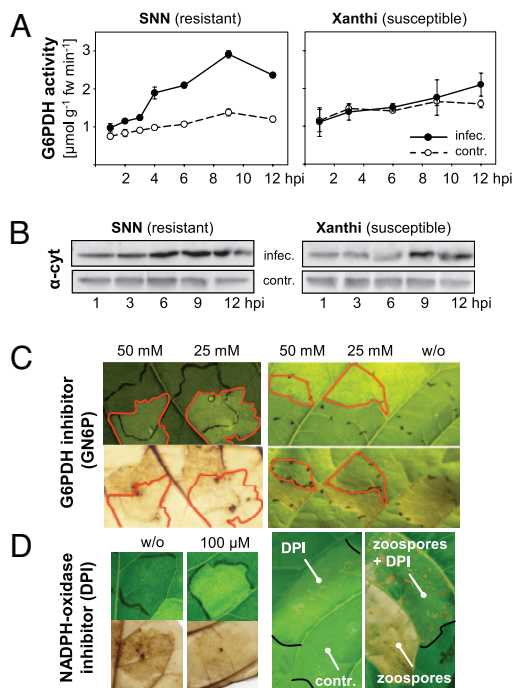 A
SNN (resistant)
Xanthi (susceptible)
G6PDH activity
[µmol g-1 fw min-1]
3
2
1
2 4 6 8 10 12 hpi
2 4 6 8 10 12 hpi
infec.
contr.
B
SNN (resistant)
Xanthi (susceptible)
α-cyt
infec.
contr.
1 3 6 9 12 hpi
1 3 6 9 12 hpi
C
50 mM 25 mM
50 mM 25 mM w/o
G6PDH inhibitor
(GN6P)
D
w/o 100 µM
NADPH-oxidase
inhibitor (DPI)
DPI
contr.
zoospores
+ DPI
zoospores